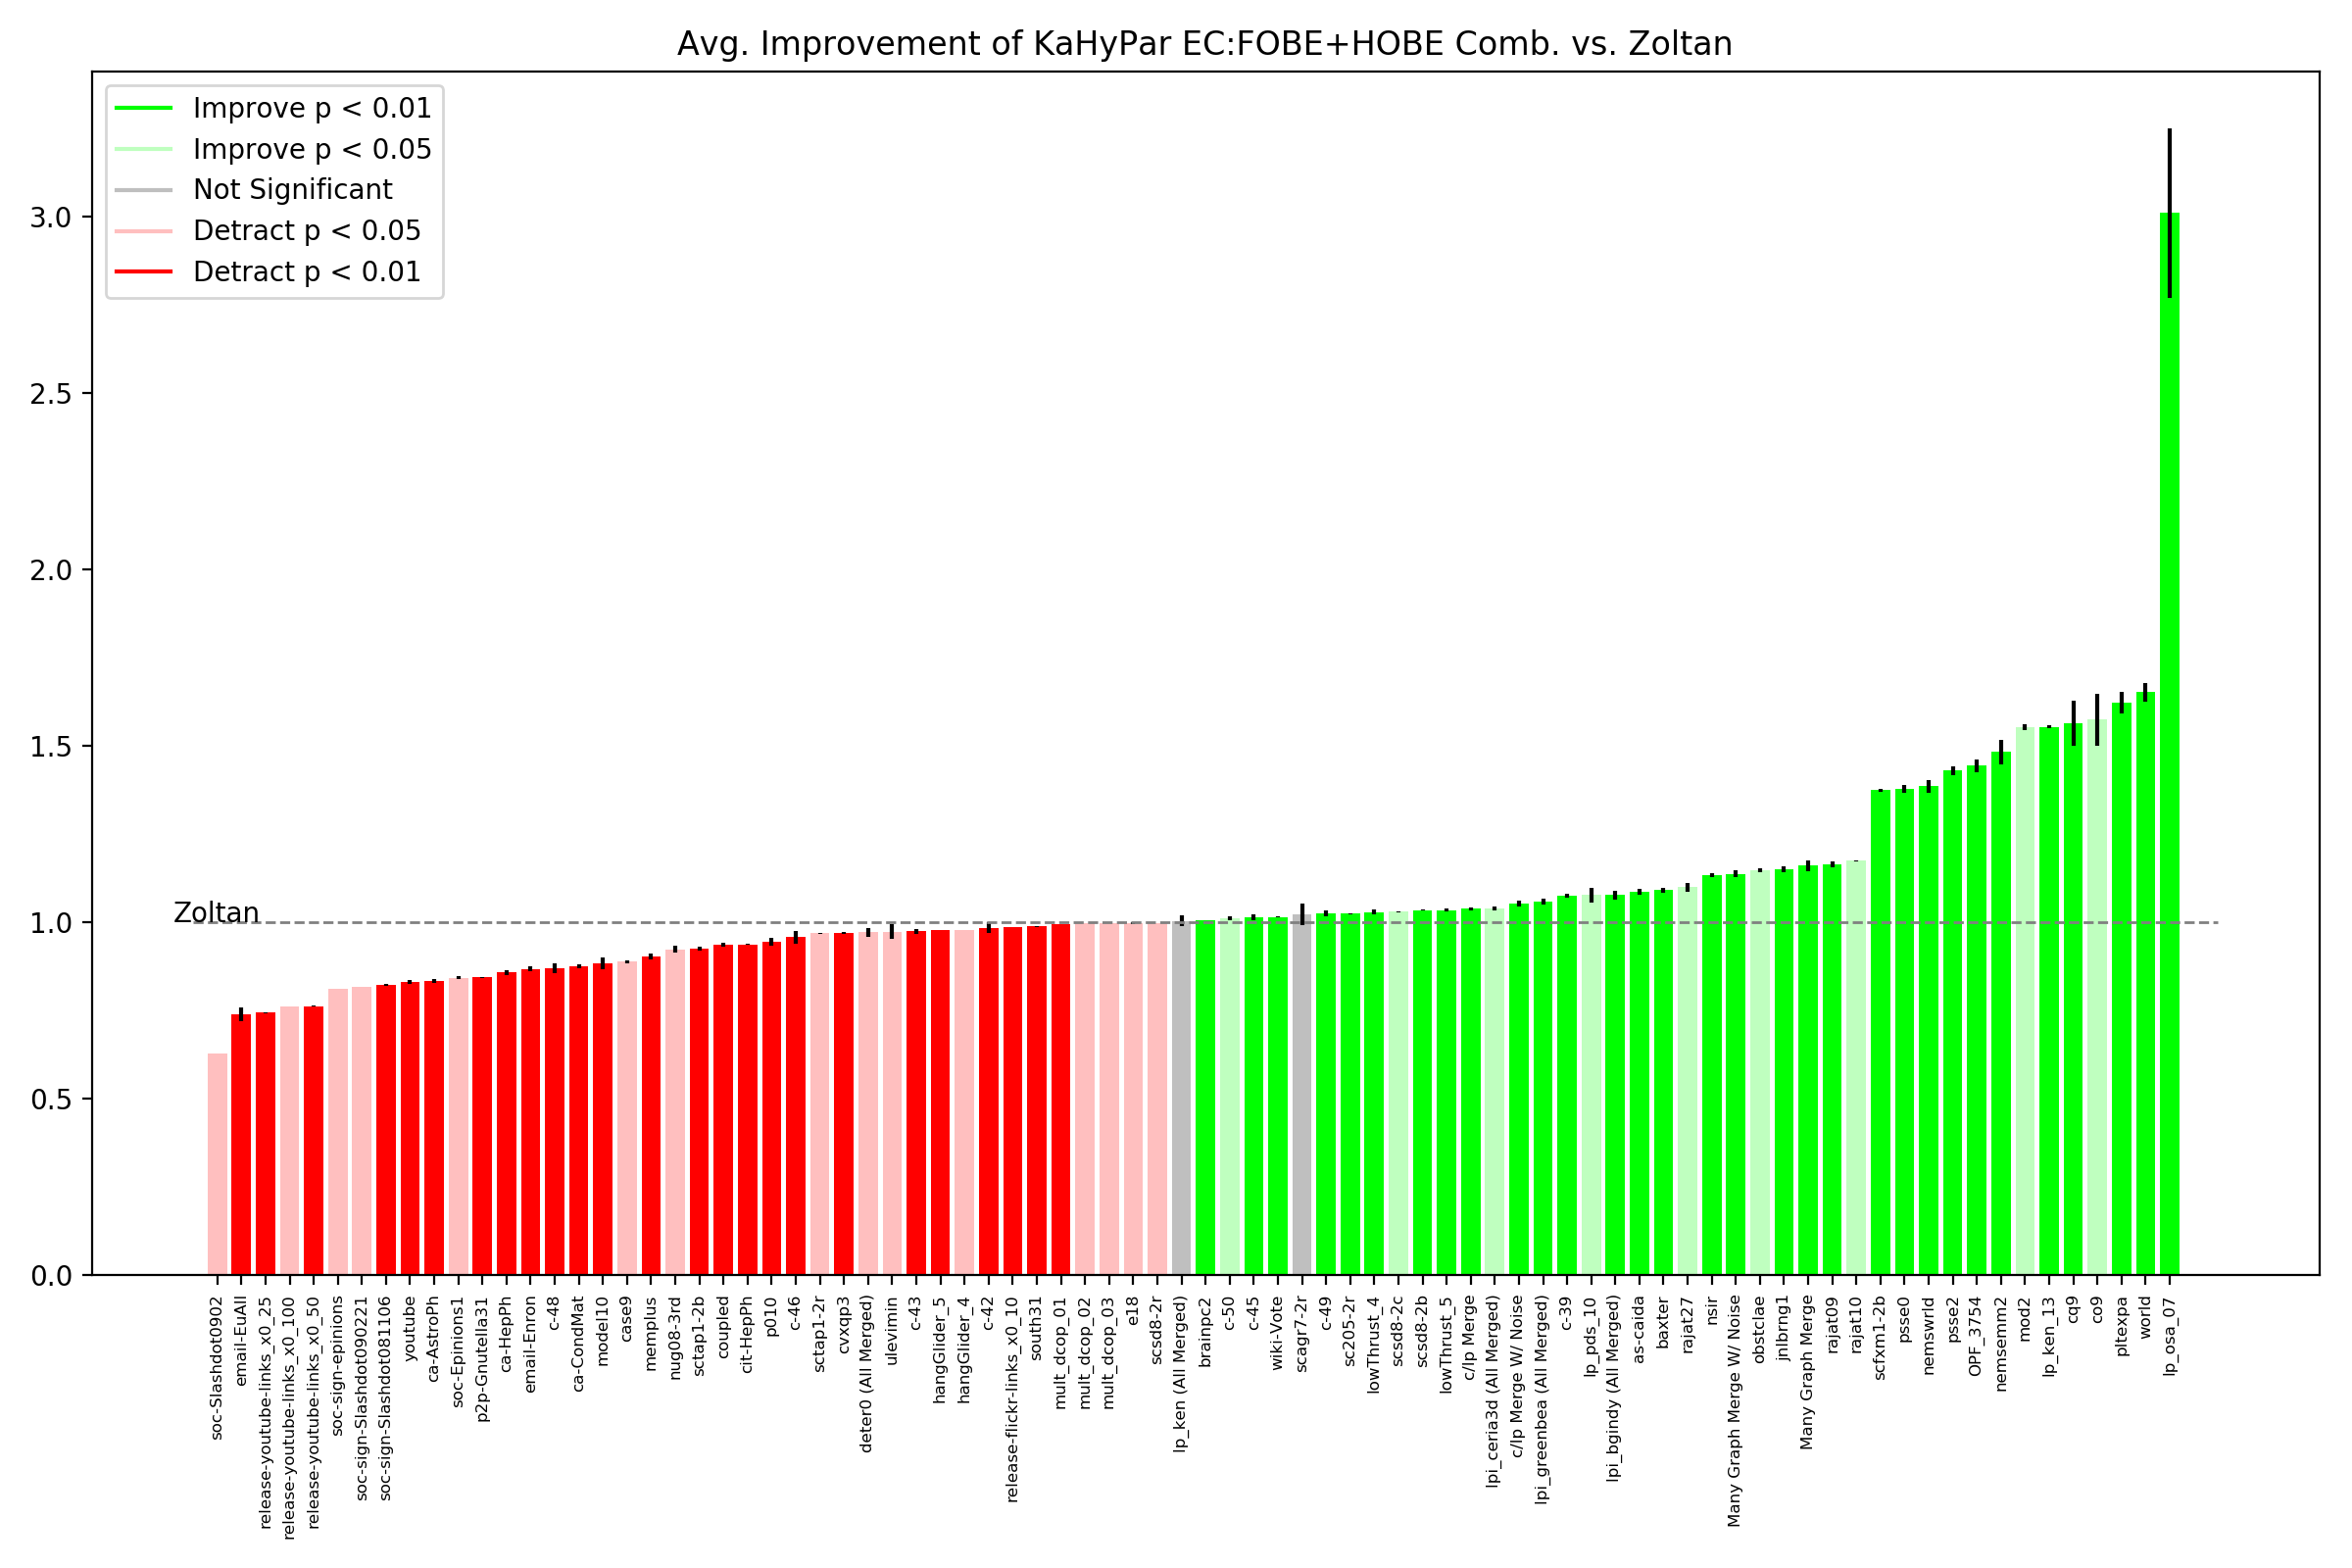 Avg. Improvement of KaHyPar EC:FOBE+HOBE Comb. vs. Zoltan
Improve p < 0.01
Improve p < 0.05
Not Significant
Detract p < 0.05
Detract p < 0.01
3.0
2.5
2.0
1.5
1.0
0.5
0.0
Zoltan
soc-Slashdot0902
email-EuAll
release-youtube-links_x0_25
release-youtube-links_x0_100
release-youtube-links_x0_50
soc-sign-epinions
soc-sign-Slashdot090221
soc-sign-Slashdot081106
youtube
ca-AstroPh
soc-Epinions1
p2p-Gnutella31
ca-HepPh
email-Enron
c-48
ca-CondMat
model10
case9
memplus
nug08-3rd
sctap1-2b
coupled
cit-HepPh
p010
c-46
sctap1-2r
cvxqp3
deter0 (All Merged)
ulevimin
c-43
hangGlider_5
hangGlider_4
c-42
release-flickr-links_x0_10
south31
mult_dcop_01
mult_dcop_02
mult_dcop_03
e18
scsd8-2r
lp_ken (All Merged)
brainpc2
c-50
c-45
wiki-Vote
scagr7-2r
c-49
sc205-2r
lowThrust_4
scsd8-2c
scsd8-2b
lowThrust_5
c/lp Merge
lpi_ceria3d (All Merged)
c/lp Merge W/ Noise
lpi_greenbea (All Merged)
c-39
lp_pds_10
lpi_bgindy (All Merged)
as-caida
baxter
rajat27
nsir
Many Graph Merge W/ Noise
obstclae
jnlbrng1
Many Graph Merge
rajat09
rajat10
scfxm1-2b
psse0
nemswrld
psse2
OPF_3754
nemsemm2
mod2
lp_ken_13
cq9
co9
pltexpa
world
lp_osa_07